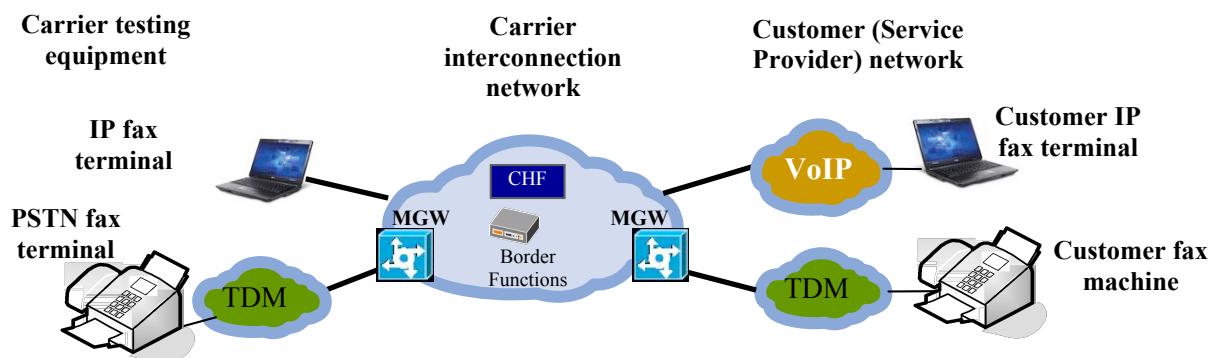 Carrier testing
equipment
Carrier
interconnection
network
Customer (Service
Provider) network
IP fax
terminal
Customer IP
fax terminal
CHF
VoIP
PSTN fax
terminal
MGW
MGW
Border
Functions
TDM
TDM
Customer fax
machine